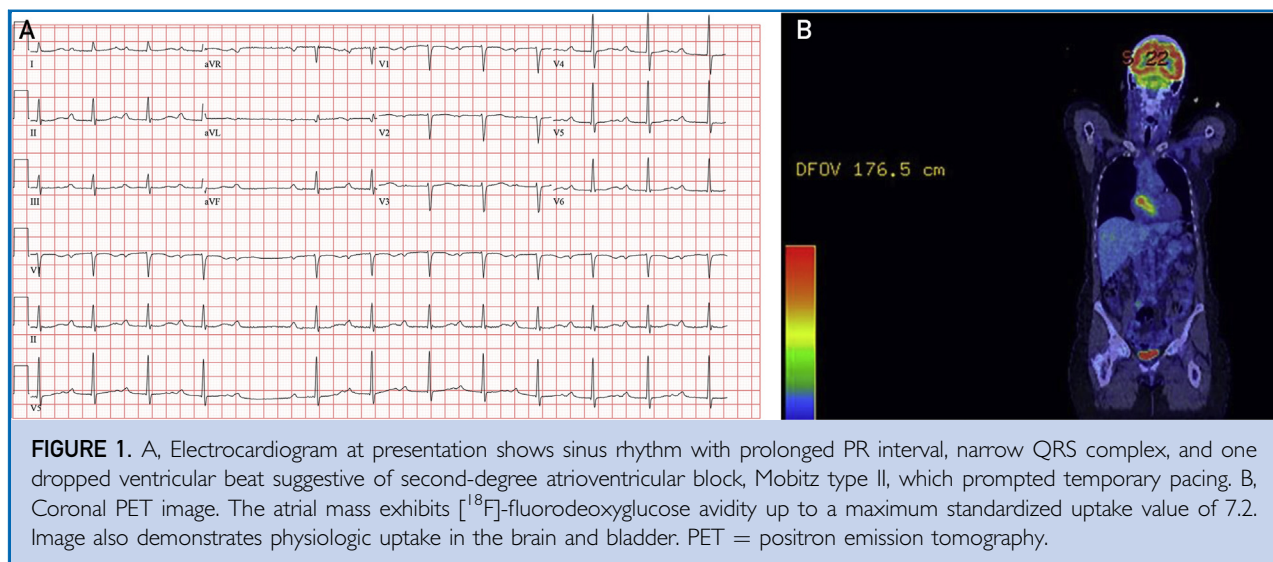 A
I aVR V1 V4
II aVL V2 V5
III aVF V3 V6
V1
II
V5
B
S 22
DFOV 176.5 cm
FIGURE 1. A, Electrocardiogram at presentation shows sinus rhythm with prolonged PR interval, narrow QRS complex, and one
dropped ventricular beat suggestive of second-degree atrioventricular block, Mobitz type II, which prompted temporary pacing. B,
Coronal PET image. The atrial mass exhibits [18F]-fluorodeoxyglucose avidity up to a maximum standardized uptake value of 7.2.
Image also demonstrates physiologic uptake in the brain and bladder. PET = positron emission tomography.